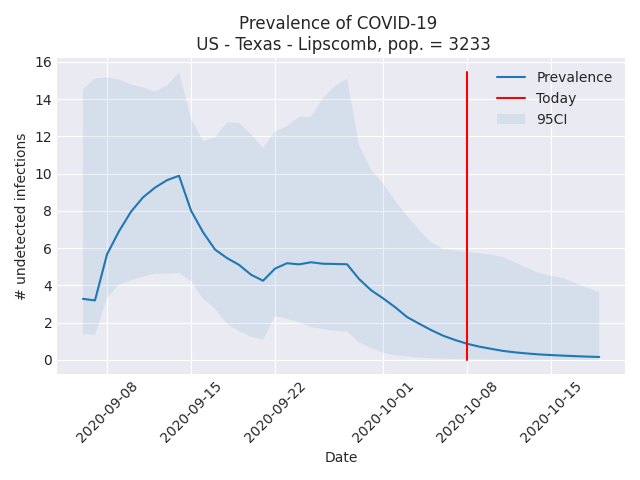 Prevalence of COVID-19
US - Texas - Lipscomb, pop. = 3233
Prevalence
Today
95CI
# undetected infections
16
14
12
10
8
6
4
2
0
2020-09-08
2020-09-15
2020-09-22
2020-10-01
2020-10-08
2020-10-15
Date